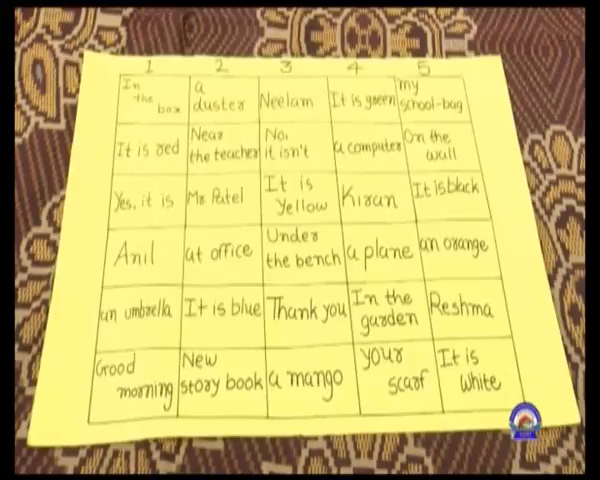 1 2 3 4 5
In the box
a duster
Neelam
It is green
my school-bag
It is red
Near the teacher
No, it isn't
a computer
On the wall
Yes, it is
Mr. Patel
It is yellow
Kiran
It is black
Anil
at office
Under the bench
a plane
an orange
an umbrella
It is blue
Thank you
In the garden
Reshma
Good morning
New story book
a mango
your scarf
It is white